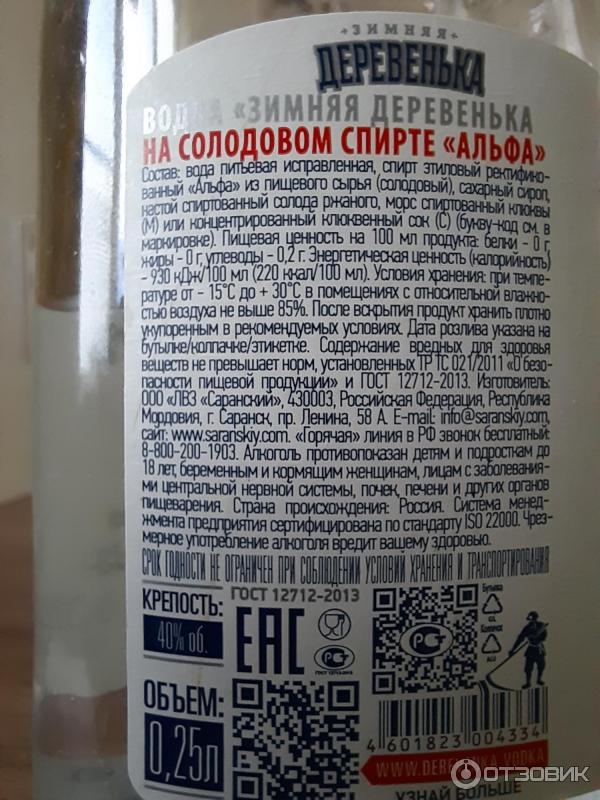 ЗИМНЯЯ
ДЕРЕВЕНЬКА
ВОДКА «ЗИМНЯЯ ДЕРЕВЕНЬКА
НА СОЛОДОВОМ СПИРТЕ «АЛЬФА»
Состав: вода питьевая исправленная, спирт этиловый ректифико-
ванный «Альфа» из пищевого сырья (солодовый), сахарный сироп,
настой спиртованный солода ржаного, морс спиртованный клюквы
(М) или концентрированный клюквенный сок (С) (букву-код см. в
маркировке). Пищевая ценность на 100 мл продукта: белки - 0 г,
жиры - 0 г, углеводы - 0,2 г. Энергетическая ценность (калорийность)
- 930 кДж/100 мл (220 ккал/100 мл). Условия хранения: при темпе-
ратуре от - 15°С до + 30°С в помещениях с относительной влажно-
стью воздуха не выше 85%. После вскрытия продукт хранить плотно
укупоренным в рекомендуемых условиях. Дата розлива указана на
бутылке/колпачке/этикетке. Содержание вредных для здоровья
веществ не превышает норм, установленных ТР ТС 021/2011 «О безо-
пасности пищевой продукции» и ГОСТ 12712-2013. Изготовитель:
ООО «ЛВЗ «Саранский», 430003, Российская Федерация, Республика
Мордовия, г. Саранск, пр. Ленина, 58 А. E-mail: info@saranskiy.com,
сайт: www.saranskiy.com. «Горячая» линия в РФ звонок бесплатный:
8-800-200-1903. Алкоголь противопоказан детям и подросткам до
18 лет, беременным и кормящим женщинам, лицам с заболевания-
ми центральной нервной системы, почек, печени и других органов
пищеварения. Страна происхождения: Россия. Система менед-
жмента предприятия сертифицирована по стандарту ISO 22000. Чрез-
мерное употребление алкоголя вредит вашему здоровью.
СРОК ГОДНОСТИ НЕ ОГРАНИЧЕН ПРИ СОБЛЮДЕНИИ УСЛОВИЙ ХРАНЕНИЯ И ТРАНСПОРТИРОВАНИЯ
ГОСТ 12712-2013
КРЕПОСТЬ:
40% об.
ОБЪЕМ:
0,25л
EAC
РСТ
РСТ
Бутылка
GL
Колпачок
ALU
4 601823 004334
WWW.DEREVENKA.VODKA
УЗНАЙ БОЛЬШЕ
ОТЗОВИК